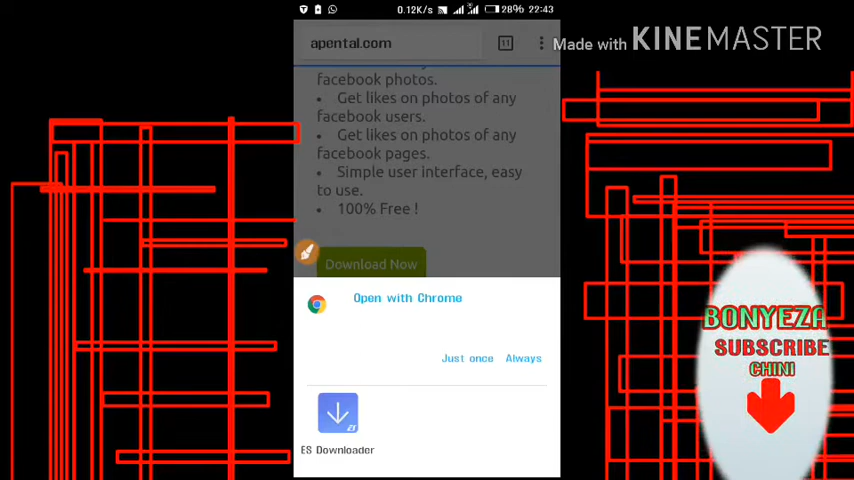 0.12K/s 28% 22:43
apental.com
11
Made with KINEMASTER
facebook photos.
• Get likes on photos of any
facebook users.
• Get likes on photos of any
facebook pages.
• Simple user interface, easy
to use.
• 100% Free !
Download Now
Open with Chrome
Just once Always
ES Downloader
BONYEZA
SUBSCRIBE
CHINI